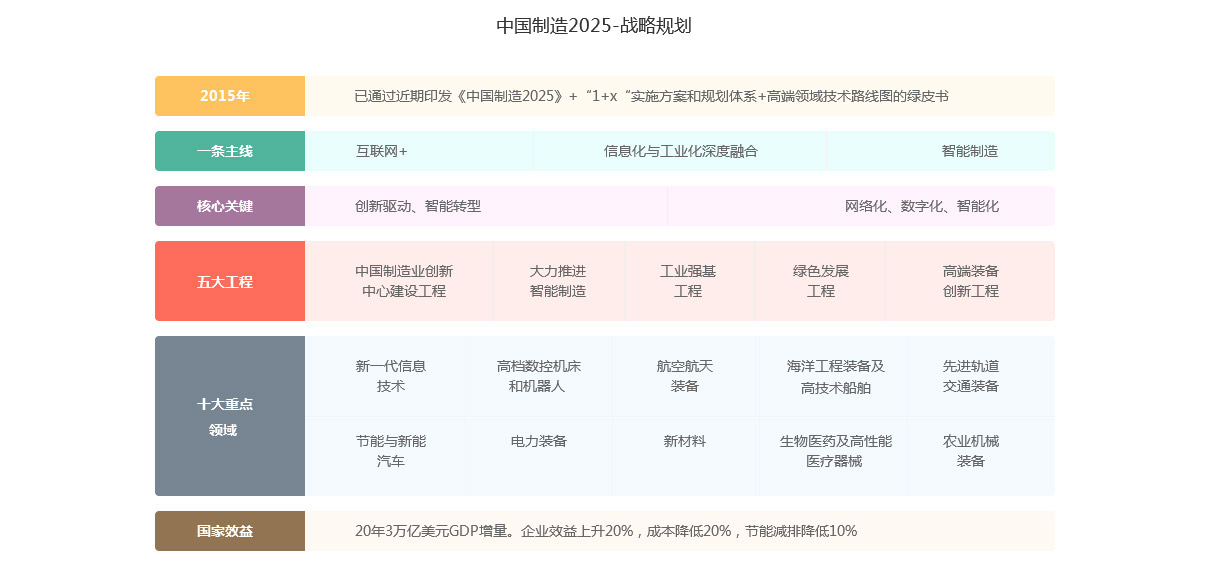 中国制造2025-战略规划
2015年
已通过近期印发《中国制造2025》+“1+x“实施方案和规划体系+高端领域技术路线图的绿皮书
一条主线
互联网+
信息化与工业化深度融合
智能制造
核心关键
创新驱动、智能转型
网络化、数字化、智能化
五大工程
中国制造业创新
中心建设工程
大力推进
智能制造
工业强基
工程
绿色发展
工程
高端装备
创新工程
十大重点
领域
新一代信息
技术
高档数控机床
和机器人
航空航天
装备
海洋工程装备及
高技术船舶
先进轨道
交通装备
节能与新能
汽车
电力装备
新材料
生物医药及高性能
医疗器械
农业机械
装备
国家效益
20年3万亿美元GDP增量。企业效益上升20%，成本降低20%，节能减排降低10%